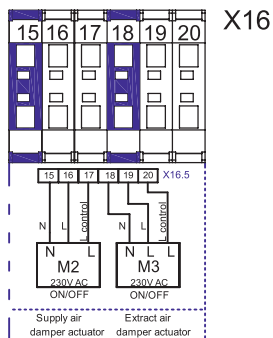 X16
15 16 17 18 19 20
15 16 17 18 19 20 X16.5
N L L control N L L control
N L N L L
M2 M3
230V AC 230V AC
ON/OFF ON/OFF
Supply air Extract air
damper actuator damper actuator